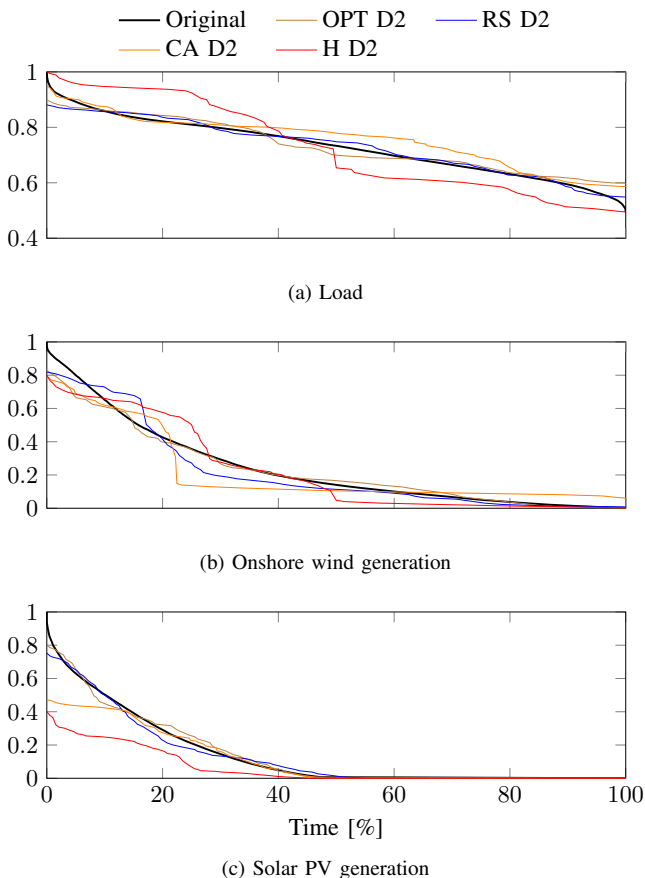 Original OPT D2 RS D2
CA D2 H D2
1
0.8
0.6
0.4
(a) Load
1
0.8
0.6
0.4
0.2
0
(b) Onshore wind generation
1
0.8
0.6
0.4
0.2
0
0 20 40 60 80 100
Time [%]
(c) Solar PV generation